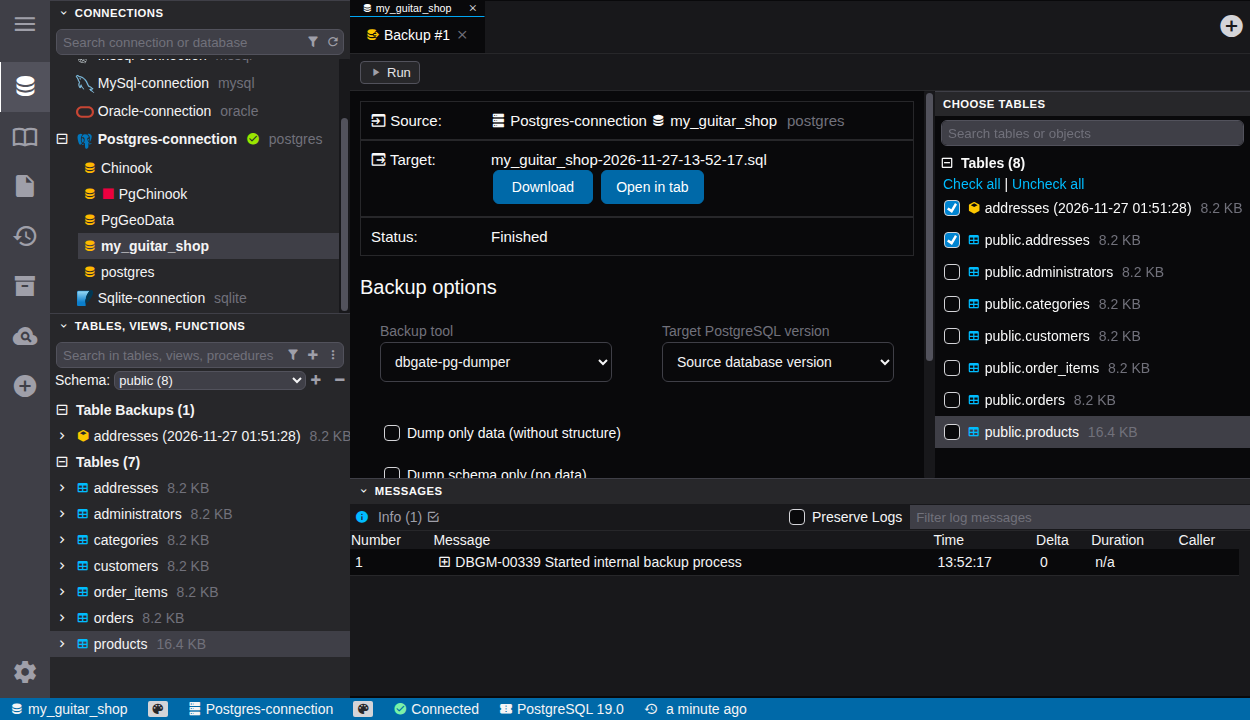 CONNECTIONS
Search connection or database
MySql-connection mysql
Oracle-connection oracle
Postgres-connection postgres
Chinook
PgChinook
PgGeoData
my_guitar_shop
postgres
Sqlite-connection sqlite
TABLES, VIEWS, FUNCTIONS
Search in tables, views, procedures
Schema: public (8)
Table Backups (1)
addresses (2026-11-27 01:51:28) 8.2 KB
Tables (7)
addresses 8.2 KB
administrators 8.2 KB
categories 8.2 KB
customers 8.2 KB
order_items 8.2 KB
orders 8.2 KB
products 16.4 KB
my_guitar_shop
Backup #1
Run
Source: Postgres-connection my_guitar_shop postgres
Target: my_guitar_shop-2026-11-27-13-52-17.sql
Download Open in tab
Status: Finished
Backup options
Backup tool Target PostgreSQL version
dbgate-pg-dumper Source database version
Dump only data (without structure)
Dump schema only (no data)
CHOOSE TABLES
Search tables or objects
Tables (8)
Check all | Uncheck all
addresses (2026-11-27 01:51:28) 8.2 KB
public.addresses 8.2 KB
public.administrators 8.2 KB
public.categories 8.2 KB
public.customers 8.2 KB
public.order_items 8.2 KB
public.orders 8.2 KB
public.products 16.4 KB
MESSAGES
Info (1) Preserve Logs Filter log messages
Number Message Time Delta Duration Caller
1 DBGM-00339 Started internal backup process 13:52:17 0 n/a
my_guitar_shop Postgres-connection Connected PostgreSQL 19.0 a minute ago